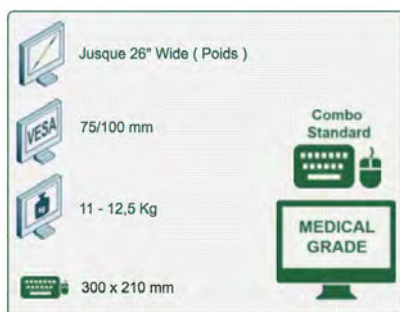 Jusque 26" Wide ( Poids )
VESA
75/100 mm
Kg
11 - 12,5 Kg
300 x 210 mm
Combo
Standard
MEDICAL
GRADE